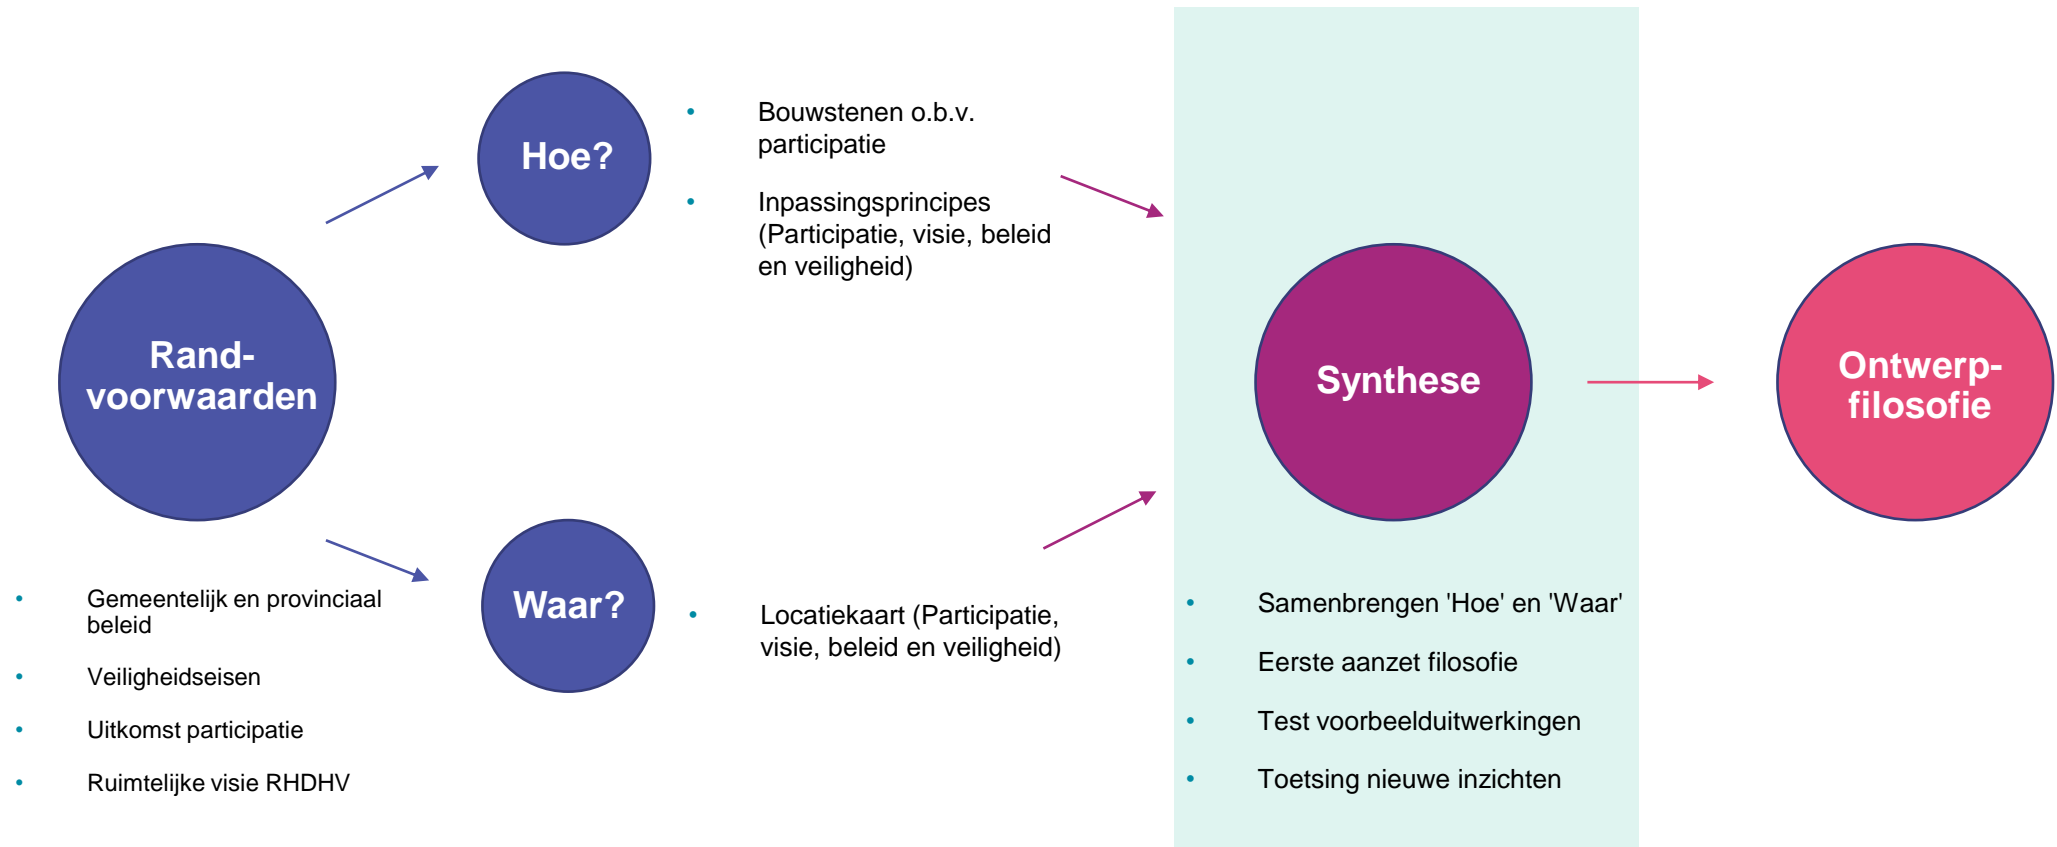 Rand-
voorwaarden
• Gemeentelijk en provinciaal
beleid
• Veiligheidseisen
• Uitkomst participatie
• Ruimtelijke visie RHDHV
Hoe?
• Bouwstenen o.b.v.
participatie
• Inpassingsprincipes
(Participatie, visie, beleid
en veiligheid)
Waar?
• Locatiekaart (Participatie,
visie, beleid en veiligheid)
Synthese
• Samenbrengen 'Hoe' en 'Waar'
• Eerste aanzet filosofie
• Test voorbeelduitwerkingen
• Toetsing nieuwe inzichten
Ontwerp-
filosofie